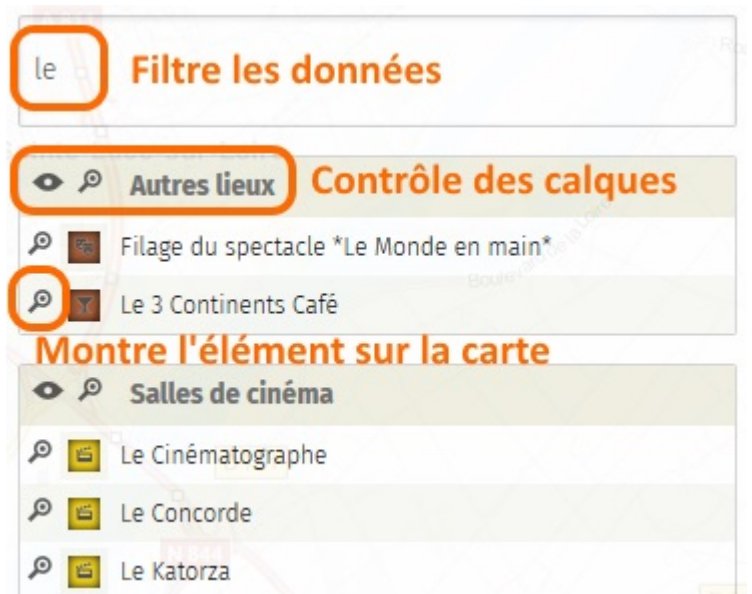 le Filtre les données
Autres lieux Contrôle des calques
Filage du spectacle *Le Monde en main*
Le 3 Continents Café
Montre l'élément sur la carte
Salles de cinéma
Le Cinématographe
Le Concorde
N 844
Le Katorza